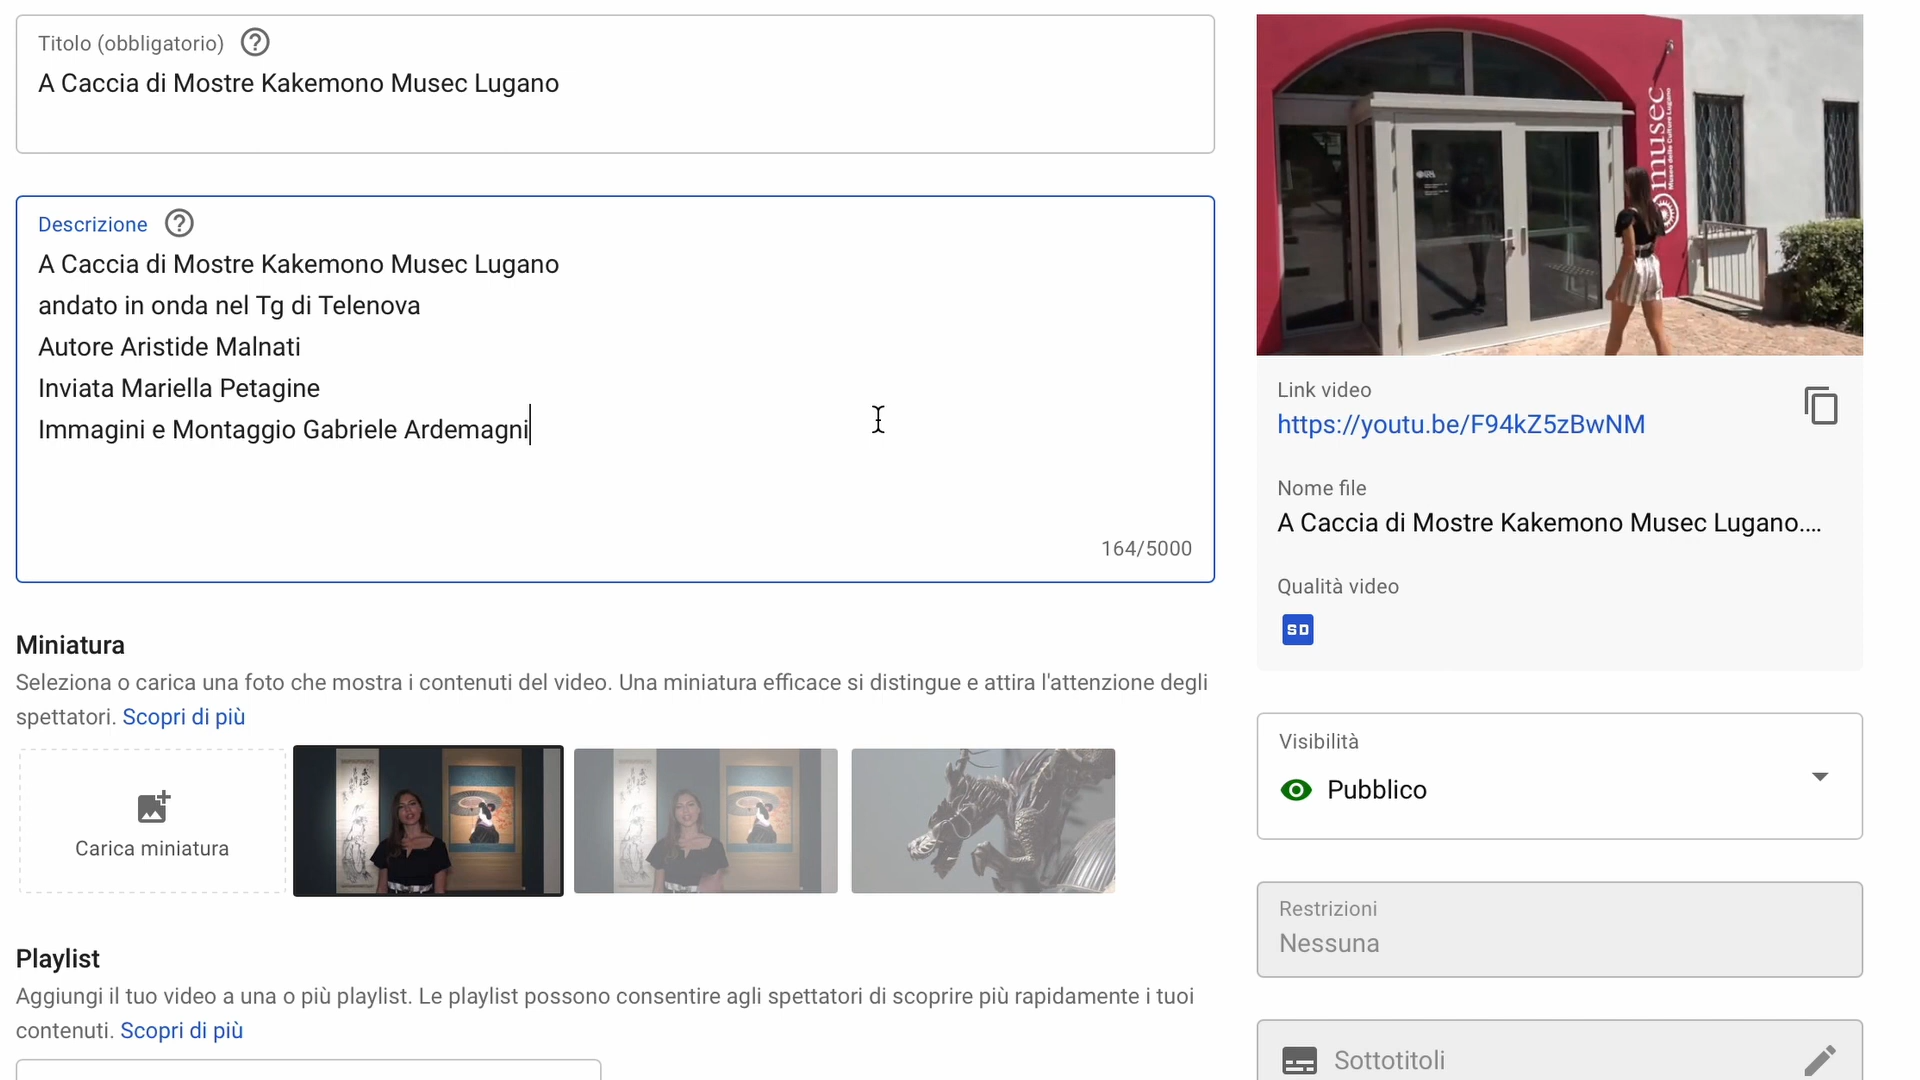 Titolo (obbligatorio)
A Caccia di Mostre Kakemono Musec Lugano
Descrizione
A Caccia di Mostre Kakemono Musec Lugano
andato in onda nel Tg di Telenova
Autore Aristide Malnati
Inviata Mariella Petagine
Immagini e Montaggio Gabriele Ardemagni
164/5000
Miniatura
Seleziona o carica una foto che mostra i contenuti del video. Una miniatura efficace si distingue e attira l'attenzione degli
spettatori. Scopri di più
Carica miniatura
Playlist
Aggiungi il tuo video a una o più playlist. Le playlist possono consentire agli spettatori di scoprire più rapidamente i tuoi
contenuti. Scopri di più
musec
Museo delle Culture Lugano
Link video
https://youtu.be/F94kZ5zBwNM
Nome file
A Caccia di Mostre Kakemono Musec Lugano....
Qualità video
SD
Visibilità
Pubblico
Restrizioni
Nessuna
Sottotitoli